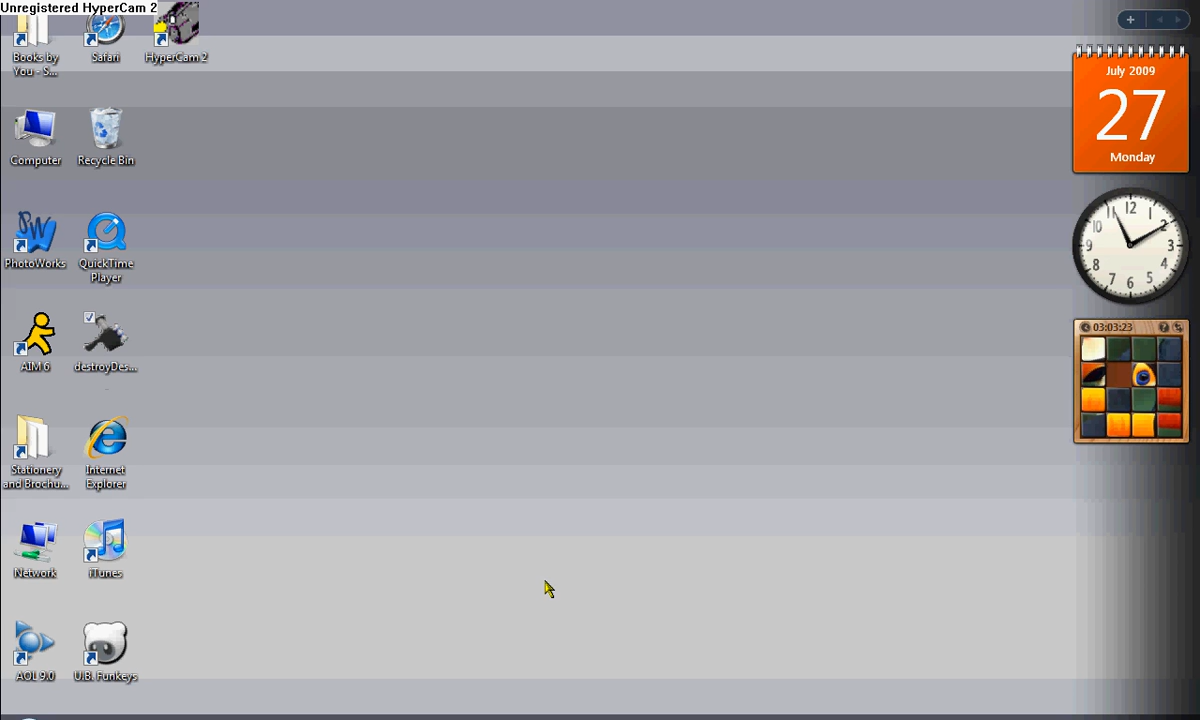 Unregistered HyperCam 2
Books by
You - S...
Safari
HyperCam 2
Computer
Recycle Bin
PhotoWorks
QuickTime
Player
AIM 6
destroyDes...
Stationery
and Brochu...
Internet
Explorer
Network
iTunes
AOL 9.0
U.B. Funkeys
July 2009
27
Monday
12
11
1
10
2
9
3
8
4
7
5
6
03:03:23
?